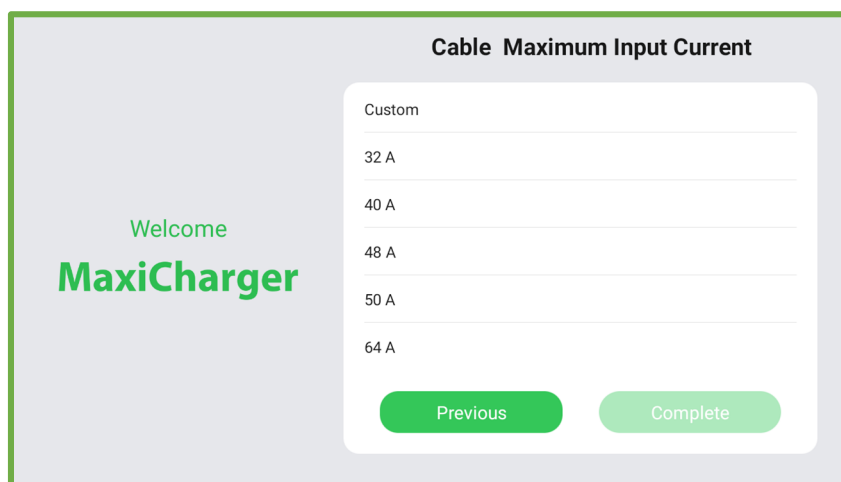 Cable  Maximum Input Current
Custom
32 A
40 A
48 A
50 A
64 A
Welcome
MaxiCharger
Previous
Complete